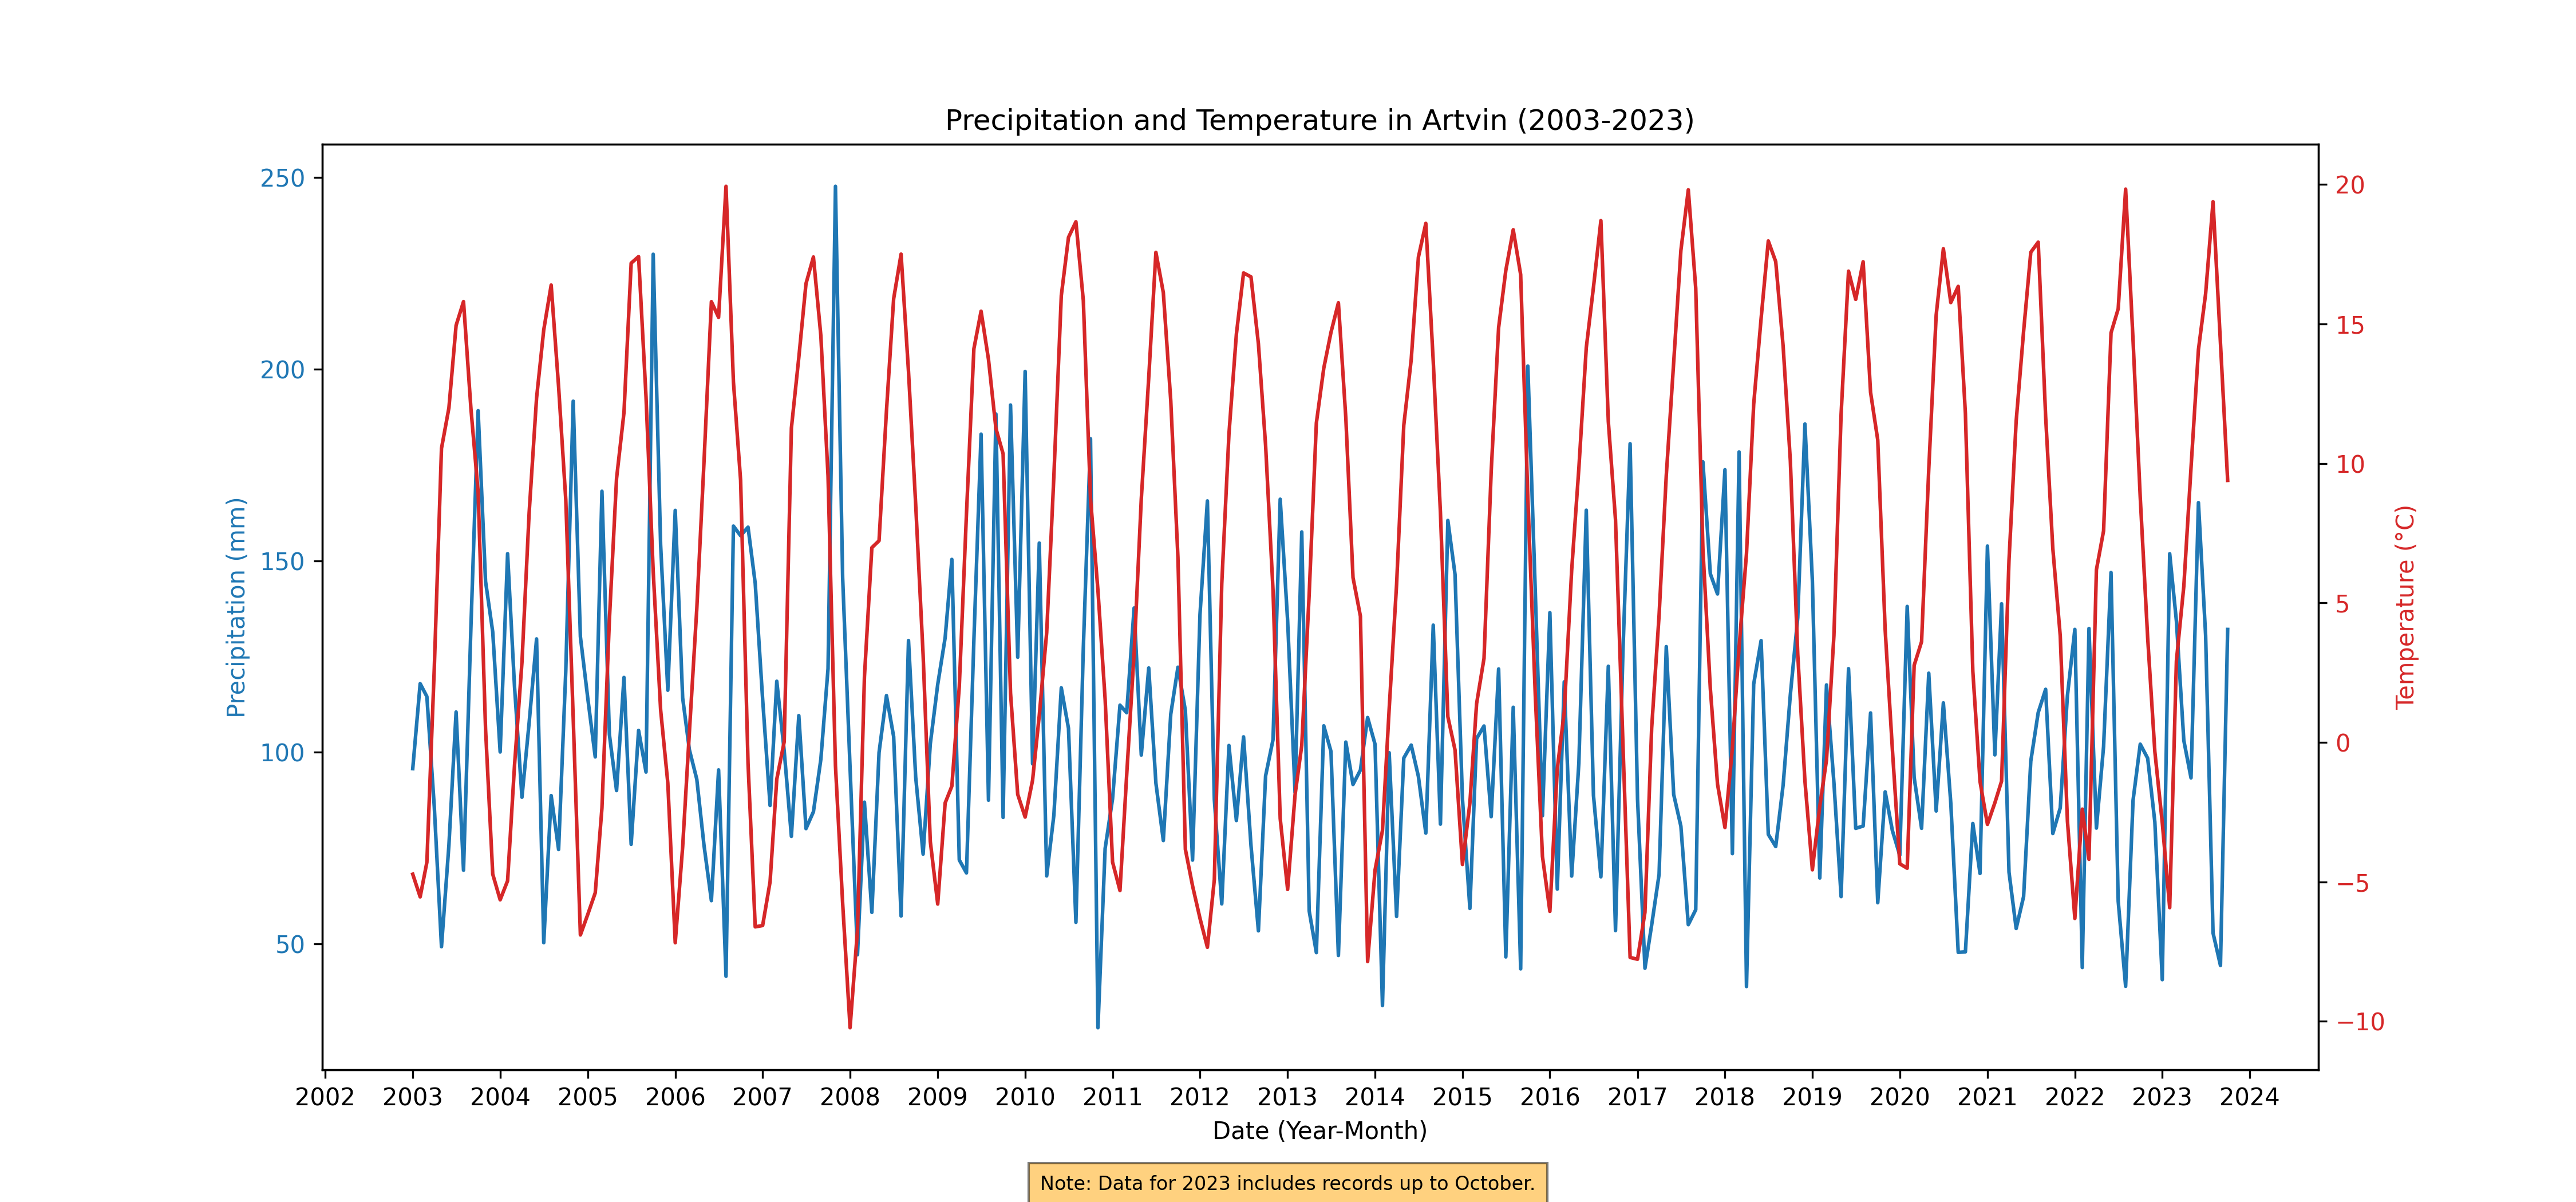 Precipitation and Temperature in Artvin (2003-2023)
250
200
150
100
50
Precipitation (mm)
20
15
10
5
0
−5
−10
Temperature (°C)
2002 2003 2004 2005 2006 2007 2008 2009 2010 2011 2012 2013 2014 2015 2016 2017 2018 2019 2020 2021 2022 2023 2024
Date (Year-Month)
Note: Data for 2023 includes records up to October.